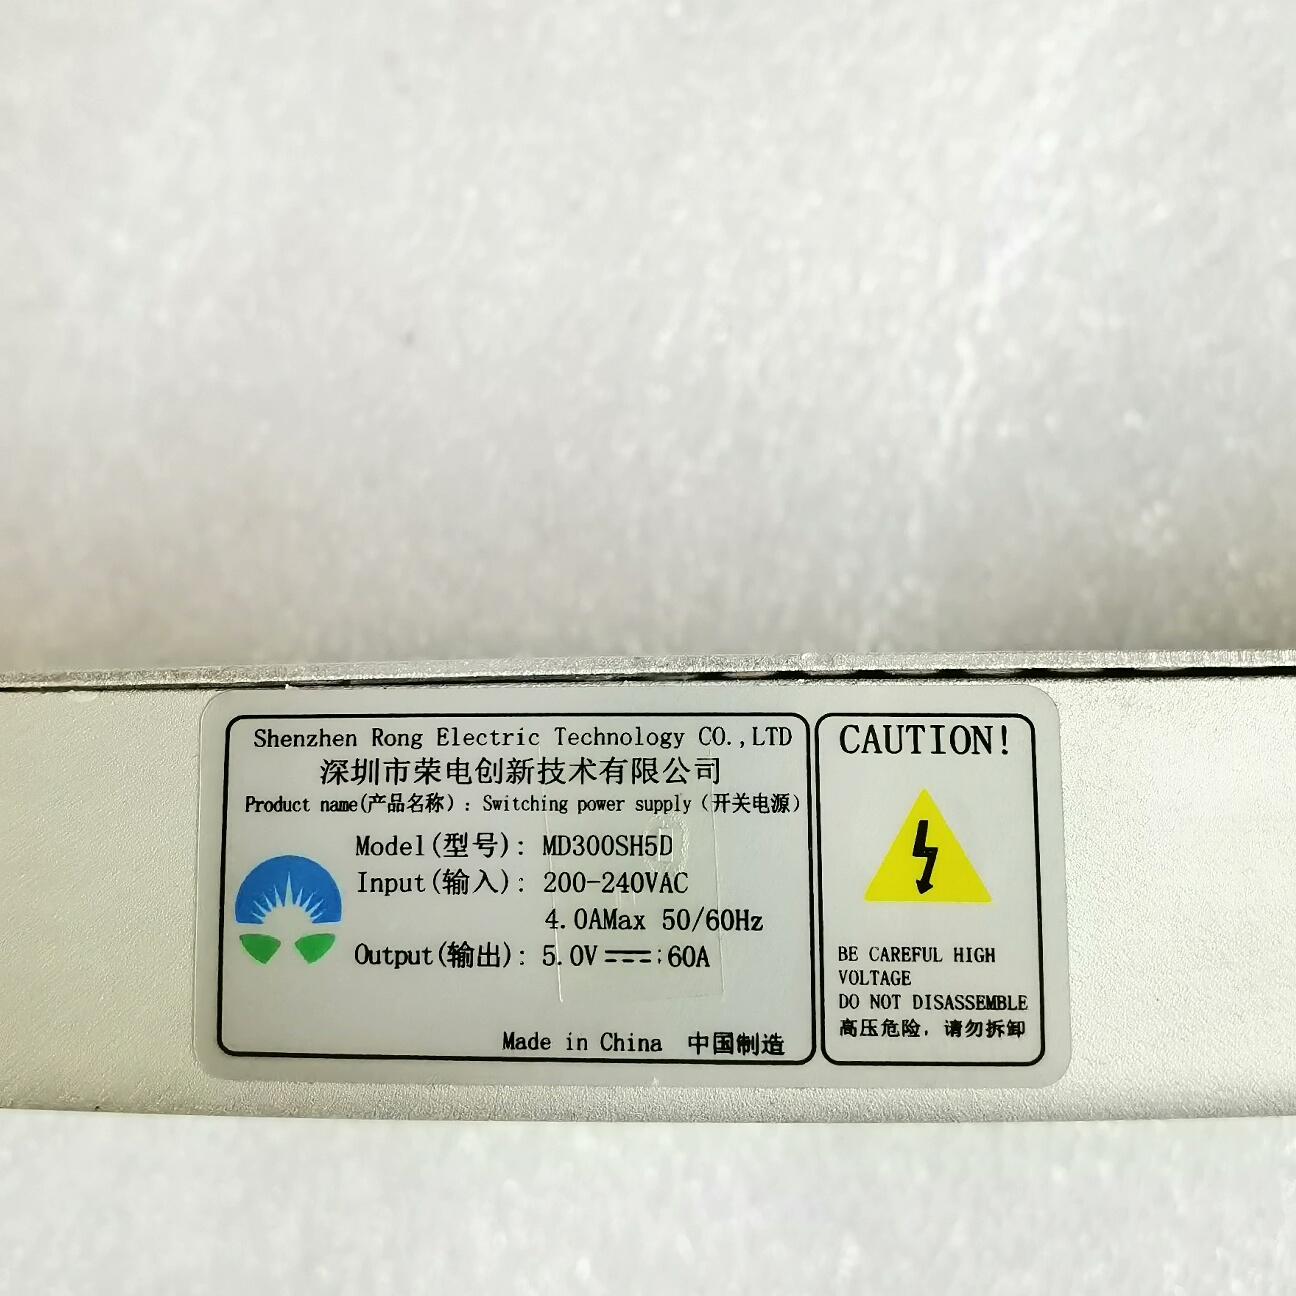 Shenzhen Rong Electric Technology CO.,LTD
深圳市荣电创新技术有限公司
Product name(产品名称）: Switching power supply（开关电源）
Model(型号): MD300SH5D
Input(输入): 200-240VAC
4.0AMax 50/60Hz
Output(输出): 5.0V⎓;60A
Made in China 中国制造
CAUTION!
BE CAREFUL HIGH
VOLTAGE
DO NOT DISASSEMBLE
高压危险，请勿拆卸